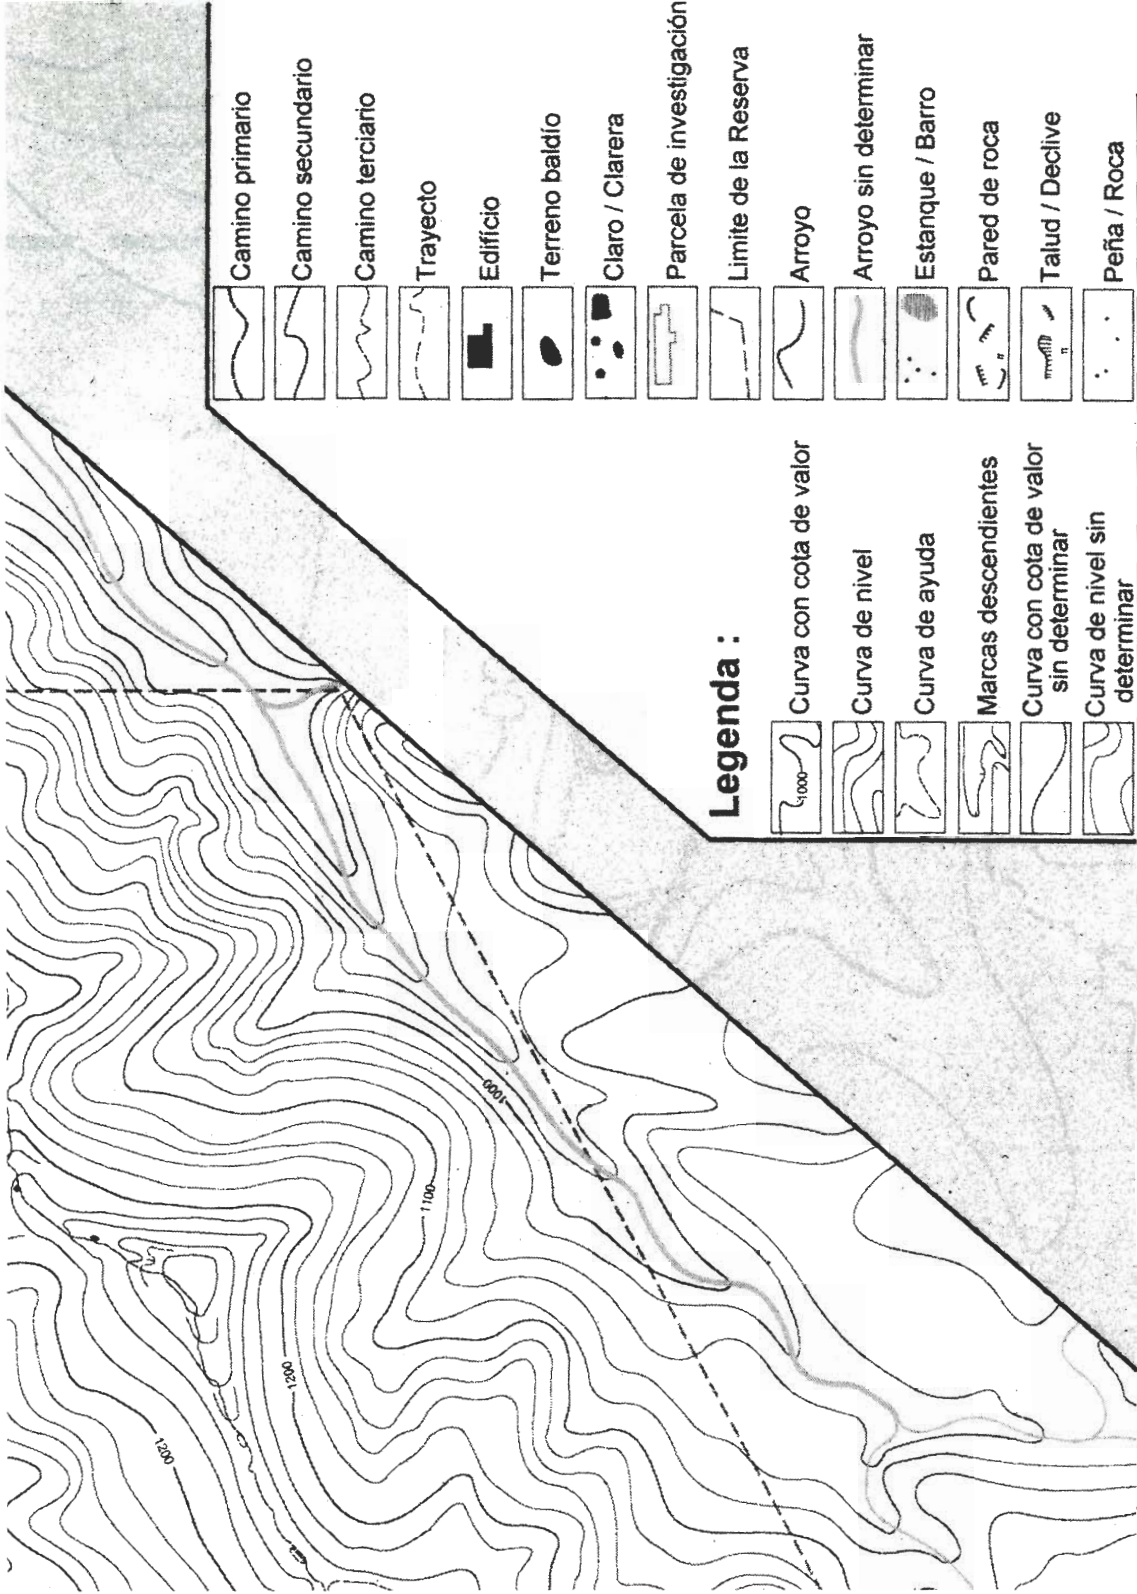 Legenda :
1000 Curva con cota de valor
Curva de nivel
Curva de ayuda
Marcas descendientes
Curva con cota de valor
sin determinar
Curva de nivel sin
determinar
Camino primario
Camino secundario
Camino terciario
Trayecto
Edifício
Terreno baldío
Claro / Clarera
Parcela de investigación
Limite de la Reserva
Arroyo
Arroyo sin determinar
Estanque / Barro
Pared de roca
Talud / Declive
Peña / Roca
1200
1200
1100
1000